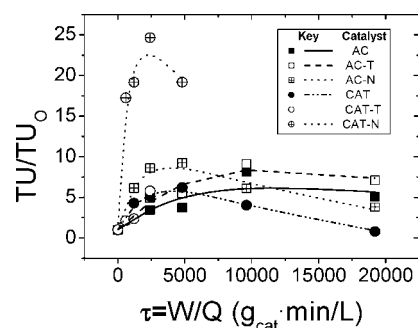 TU/TU₀
25
20
15
10
5
0
Key Catalyst
AC
AC-T
AC-N
CAT
CAT-T
CAT-N
0 5000 10000 15000 20000
τ=W/Q (g_cat·min/L)